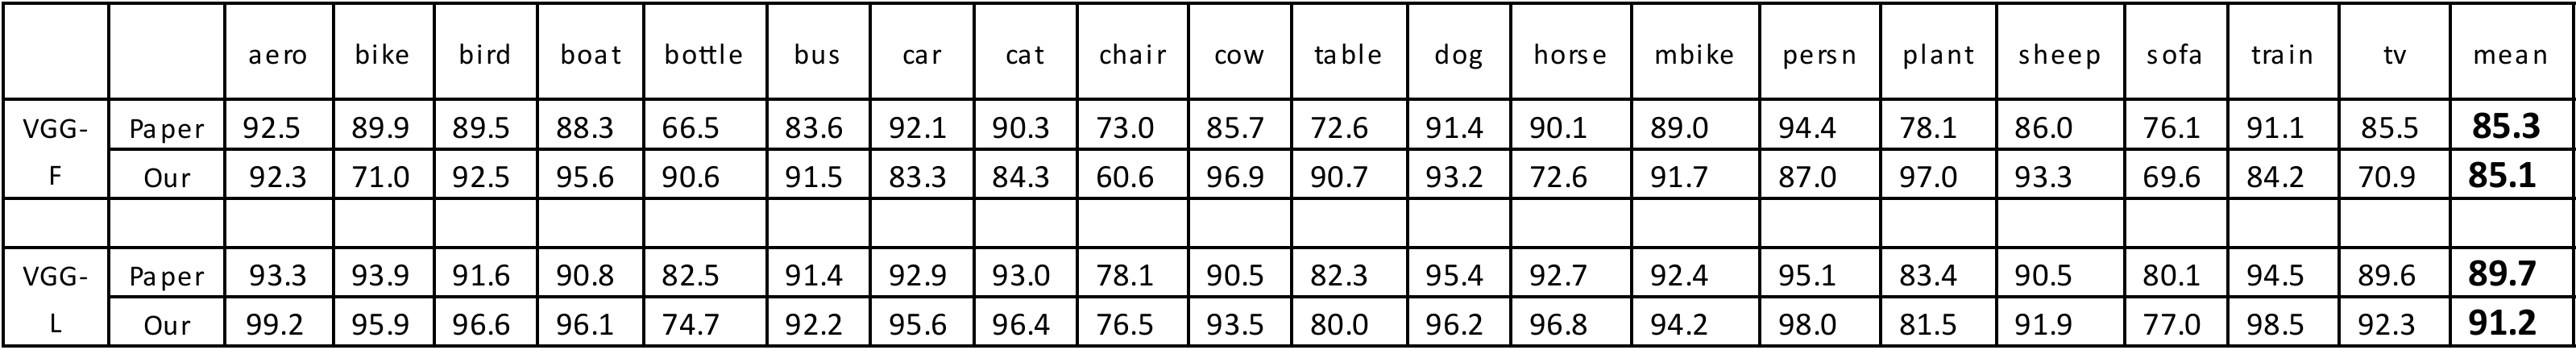 aero bike bird boat bottle bus car cat chair cow table dog horse mbike persn plant sheep sofa train tv mean
VGG-F Paper 92.5 89.9 89.5 88.3 66.5 83.6 92.1 90.3 73.0 85.7 72.6 91.4 90.1 89.0 94.4 78.1 86.0 76.1 91.1 85.5 85.3
Our 92.3 71.0 92.5 95.6 90.6 91.5 83.3 84.3 60.6 96.9 90.7 93.2 72.6 91.7 87.0 97.0 93.3 69.6 84.2 70.9 85.1
VGG-L Paper 93.3 93.9 91.6 90.8 82.5 91.4 92.9 93.0 78.1 90.5 82.3 95.4 92.7 92.4 95.1 83.4 90.5 80.1 94.5 89.6 89.7
Our 99.2 95.9 96.6 96.1 74.7 92.2 95.6 96.4 76.5 93.5 80.0 96.2 96.8 94.2 98.0 81.5 91.9 77.0 98.5 92.3 91.2